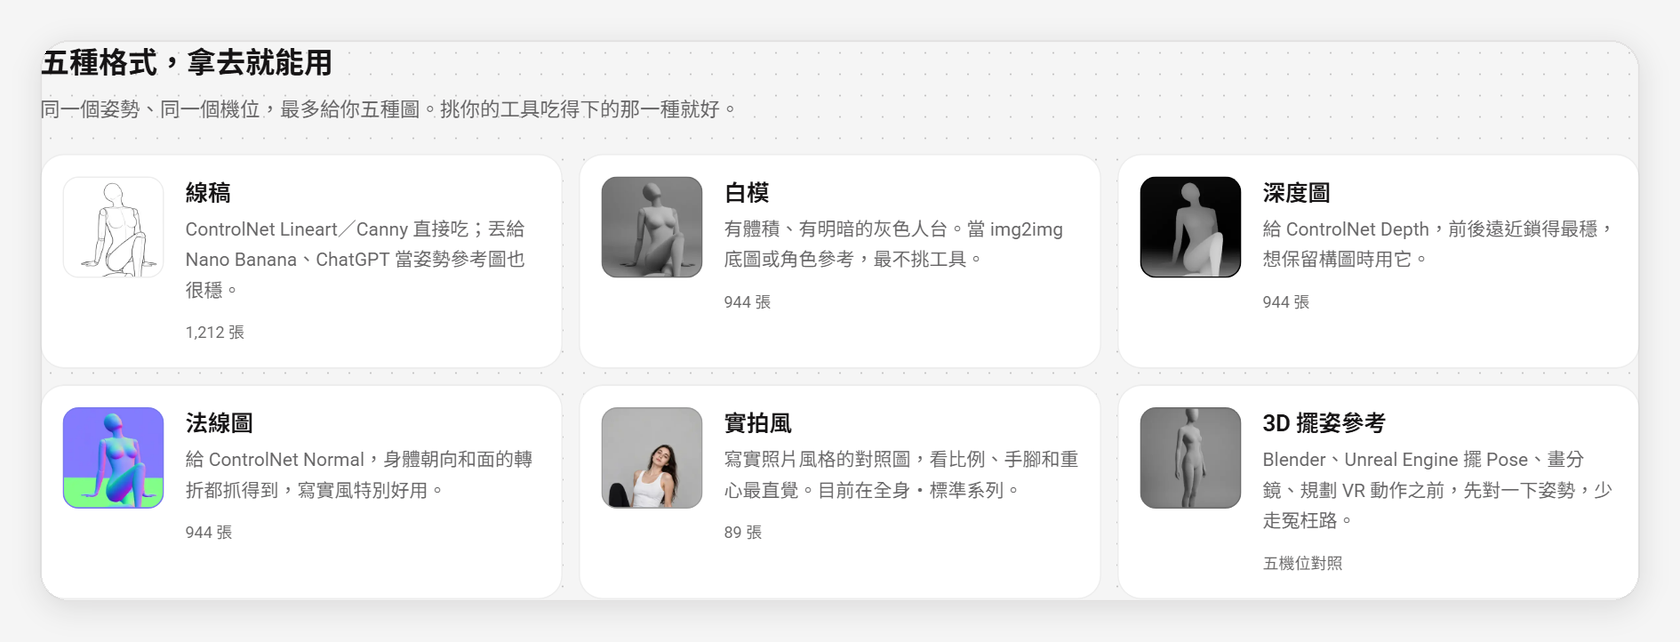 五種格式，拿去就能用
同一個姿勢、同一個機位，最多給你五種圖。挑你的工具吃得下的那一種就好。
線稿
ControlNet Lineart／Canny 直接吃；丟給
Nano Banana、ChatGPT 當姿勢參考圖也
很穩。
1,212 張
白模
有體積、有明暗的灰色人台。當 img2img
底圖或角色參考，最不挑工具。
944 張
深度圖
給 ControlNet Depth，前後遠近鎖得最穩，
想保留構圖時用它。
944 張
法線圖
給 ControlNet Normal，身體朝向和面的轉
折都抓得到，寫實風特別好用。
944 張
實拍風
寫實照片風格的對照圖，看比例、手腳和重
心最直覺。目前在全身・標準系列。
89 張
3D 擺姿參考
Blender、Unreal Engine 擺 Pose、畫分
鏡、規劃 VR 動作之前，先對一下姿勢，少
走冤枉路。
五機位對照